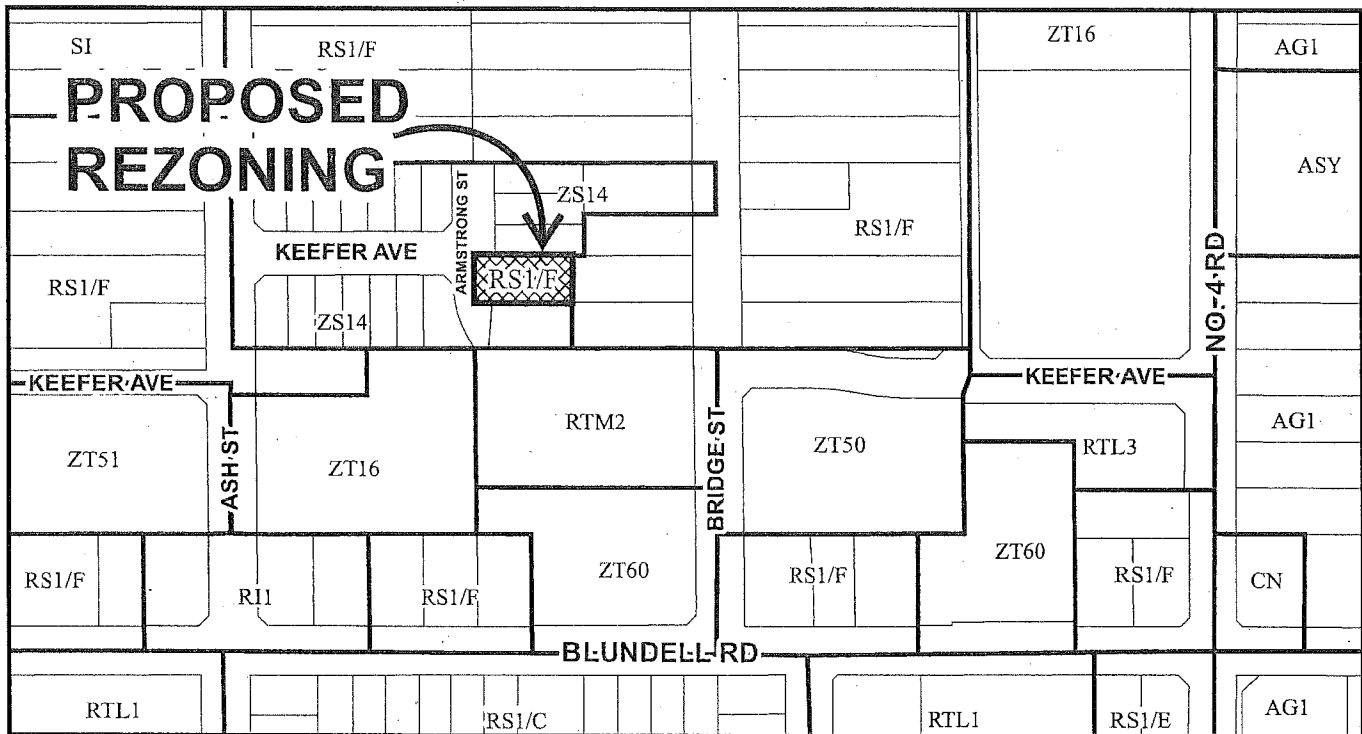 SI
RS1/F
ZT16
AG1
PROPOSED
REZONING
ASY
ARMSTRONG ST
ZS14
RS1/F
KEEFER AVE
NO. 4 RD
RS1/F
RS1/F
ZS14
KEEFER AVE
KEEFER AVE
RTM2
AG1
ZT51
ASH ST
ZT16
BRIDGE ST
ZT50
RTL3
RS1/F
RI1
RS1/F
ZT60
RS1/F
ZT60
RS1/F
CN
BLUNDELL RD
RTL1
RS1/C
RTL1
RS1/E
AG1